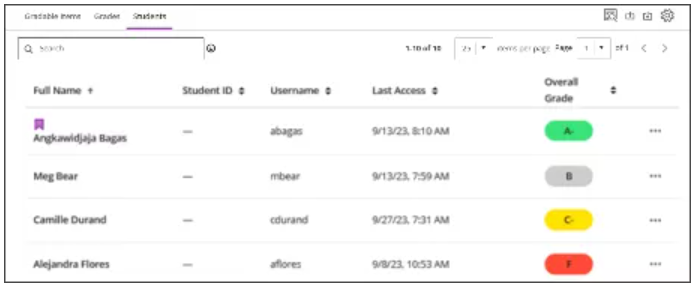 Gradable Items Grades Students
Search 1-10 of 10 25 items per page Page 1 of 1
Full Name Student ID Username Last Access Overall Grade
Angkawidjaja Bagas — abagas 9/13/23, 8:10 AM A-
Meg Bear — mbear 9/13/23, 7:59 AM B
Camille Durand — cdurand 9/27/23, 7:31 AM C-
Alejandra Flores — aflores 9/8/23, 10:53 AM F